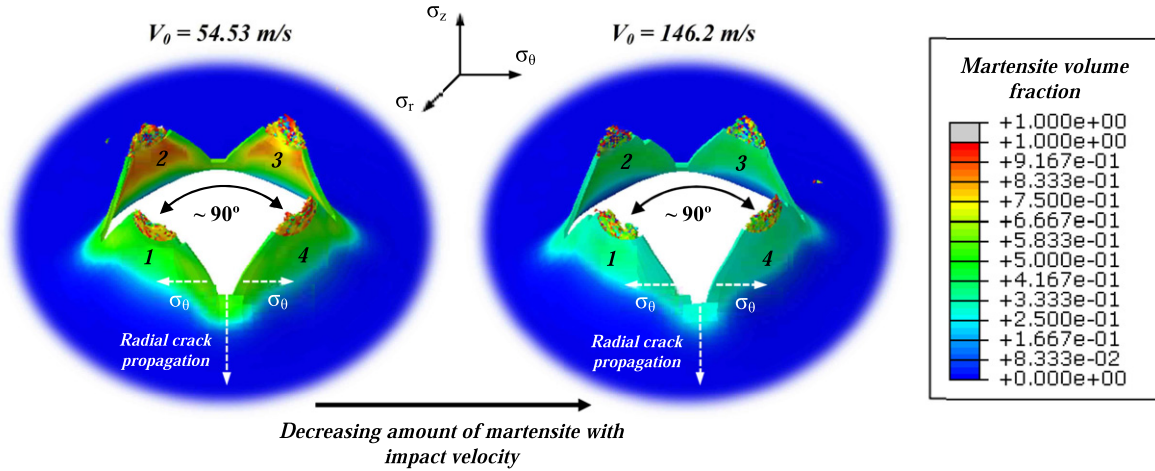 V₀ = 54.53 m/s
σz
σθ
σr
V₀ = 146.2 m/s
2
3
~ 90º
1
4
σθ
σθ
Radial crack
propagation
2
3
~ 90º
1
4
σθ
σθ
Radial crack
propagation
Decreasing amount of martensite with
impact velocity
Martensite volume
fraction
+1.000e+00
+1.000e+00
+9.167e-01
+8.333e-01
+7.500e-01
+6.667e-01
+5.833e-01
+5.000e-01
+4.167e-01
+3.333e-01
+2.500e-01
+1.667e-01
+8.333e-02
+0.000e+00